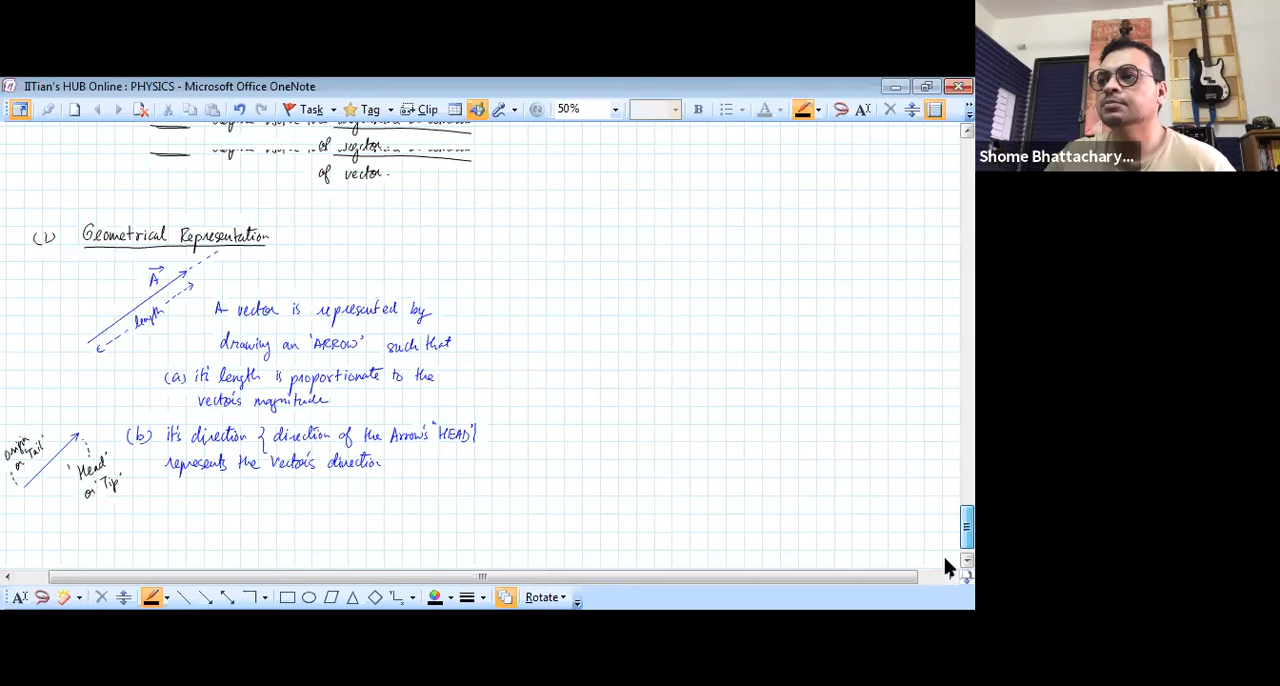 IITian's HUB Online : PHYSICS - Microsoft Office OneNote
Task Tag Clip 50% B A A
of vector.
of vector.
(1) Geometrical Representation
A
length
A vector is represented by
drawing an 'ARROW' such that
(a) it's length is proportionate to the
vector's magnitude
(b) it's direction { direction of the Arrow's "HEAD"}
represents the Vector's direction
or 'Tail'
'Head'
or 'Tip'
A Rotate
Shome Bhattachary...